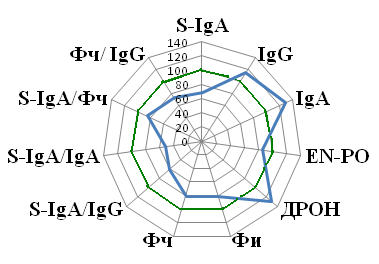 S-IgA
Фч/ IgG
IgG
S-IgA/Фч
IgA
S-IgA/IgA
EN-PO
S-IgA/IgG
ДРОН
Фч
Фи
140
120
100
80
60
40
20
0